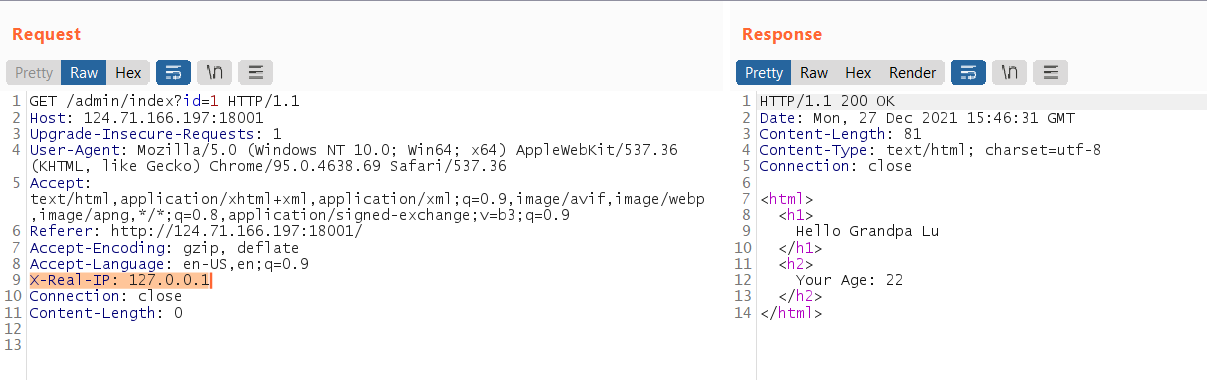 Request
Pretty Raw Hex \n
1 GET /admin/index?id=1 HTTP/1.1
2 Host: 124.71.166.197:18001
3 Upgrade-Insecure-Requests: 1
4 User-Agent: Mozilla/5.0 (Windows NT 10.0; Win64; x64) AppleWebKit/537.36
(KHTML, like Gecko) Chrome/95.0.4638.69 Safari/537.36
5 Accept:
text/html,application/xhtml+xml,application/xml;q=0.9,image/avif,image/webp
,image/apng,*/*;q=0.8,application/signed-exchange;v=b3;q=0.9
6 Referer: http://124.71.166.197:18001/
7 Accept-Encoding: gzip, deflate
8 Accept-Language: en-US,en;q=0.9
9 X-Real-IP: 127.0.0.1
10 Connection: close
11 Content-Length: 0
12
13
Response
Pretty Raw Hex Render \n
1 HTTP/1.1 200 OK
2 Date: Mon, 27 Dec 2021 15:46:31 GMT
3 Content-Length: 81
4 Content-Type: text/html; charset=utf-8
5 Connection: close
6
7 <html>
8 <h1>
9 Hello Grandpa Lu
10 </h1>
11 <h2>
12 Your Age: 22
13 </h2>
14 </html>